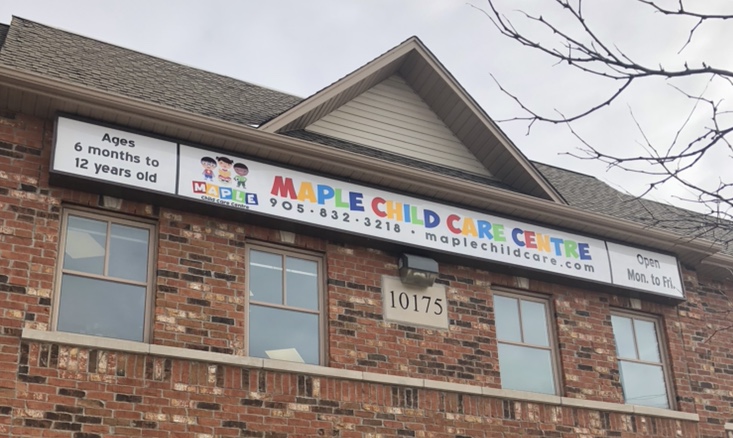 Ages
6 months to
12 years old
MAPLE
Child Care Centre
MAPLE CHILD CARE CENTRE
905·832·3218 · maplechildcare.com
Open
Mon. to Fri.
10175